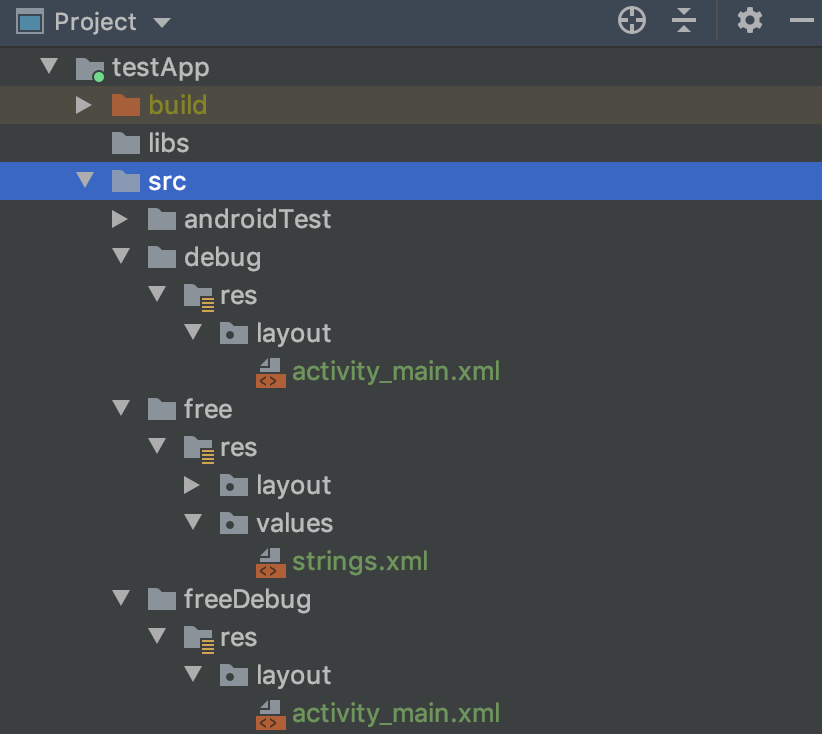 Project
testApp
build
libs
src
androidTest
debug
res
layout
activity_main.xml
free
res
layout
values
strings.xml
freeDebug
res
layout
activity_main.xml